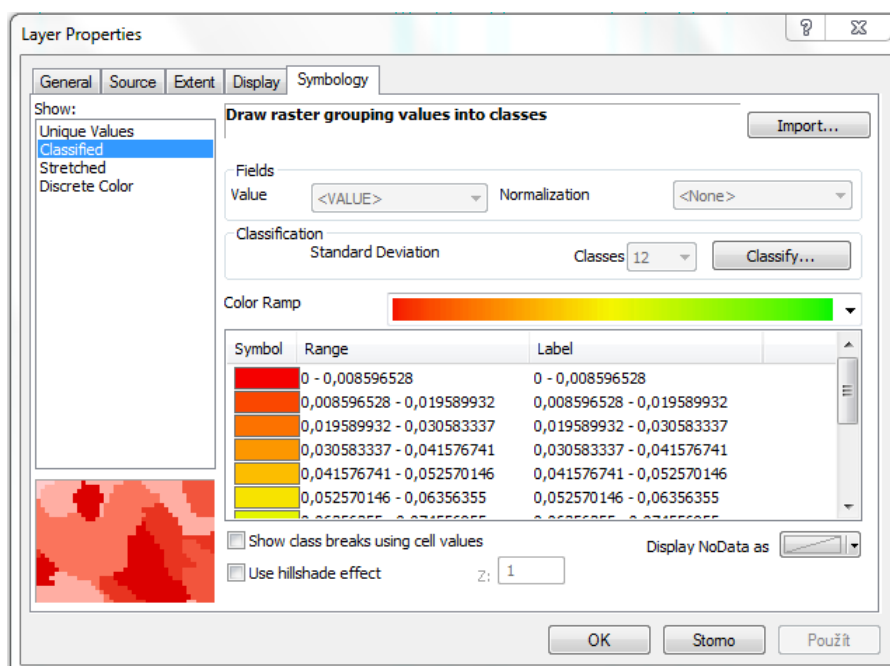 Layer Properties
General Source Extent Display Symbology
Show:
Unique Values
Classified
Stretched
Discrete Color
Draw raster grouping values into classes
Import...
Fields
Value <VALUE> Normalization <None>
Classification
Standard Deviation Classes 12 Classify...
Color Ramp
Symbol Range Label
0 - 0,008596528 0 - 0,008596528
0,008596528 - 0,019589932 0,008596528 - 0,019589932
0,019589932 - 0,030583337 0,019589932 - 0,030583337
0,030583337 - 0,041576741 0,030583337 - 0,041576741
0,041576741 - 0,052570146 0,041576741 - 0,052570146
0,052570146 - 0,06356355 0,052570146 - 0,06356355
Show class breaks using cell values
Display NoData as
Use hillshade effect Z: 1
OK Storno Použít